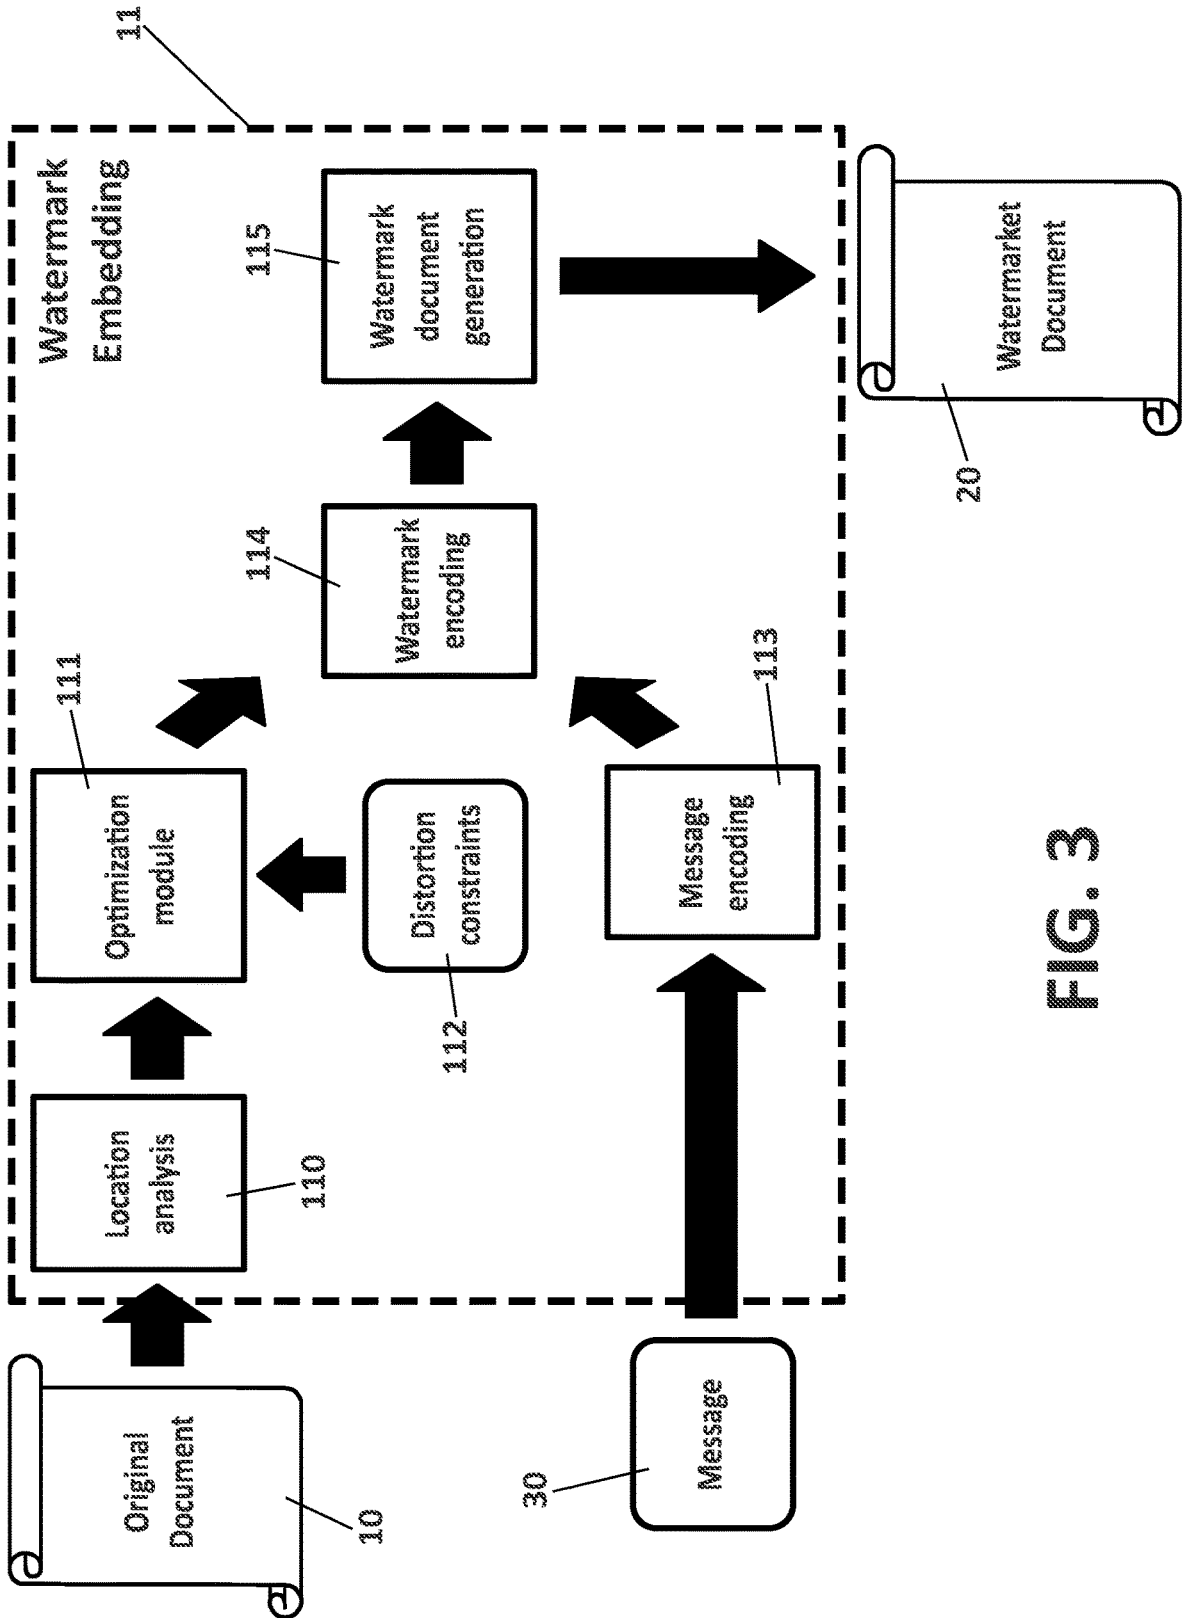 11
Watermark
Embedding
Original
Document
10
Location
analysis
110
Optimization
module
111
Distortion
constraints
112
Message
30
Message
encoding
113
Watermark
encoding
114
Watermark
document
generation
115
Watermarket
Document
20
FIG. 3